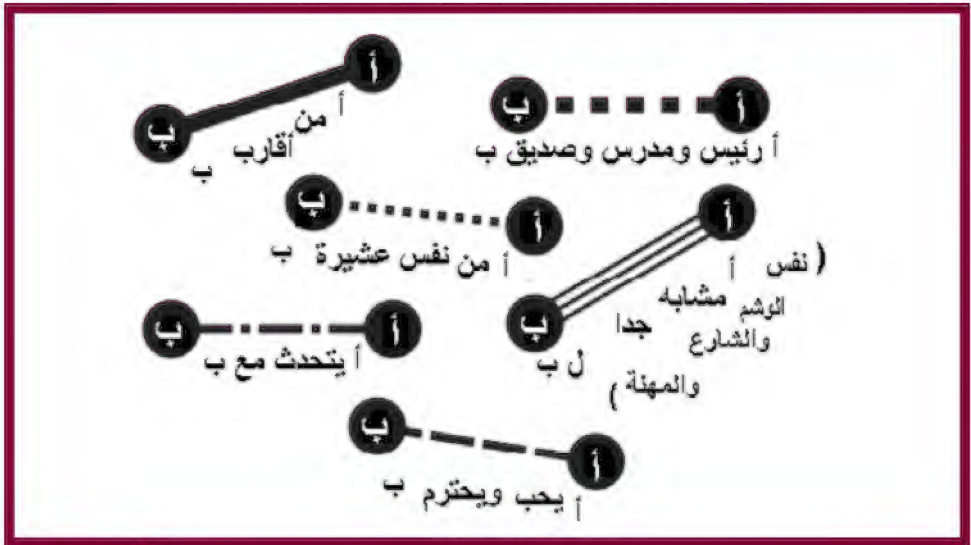 أ
ب
أ من أقارب ب
أ
ب
أ رئيس ومدرس وصديق ب
أ
ب
أ من نفس عشيرة ب
أ
ب
أ مشابه جدا ل ب
( نفس
الوشم
والشارع
والمهنة )
أ
ب
أ يتحدث مع ب
أ
ب
أ يحب ويحترم ب